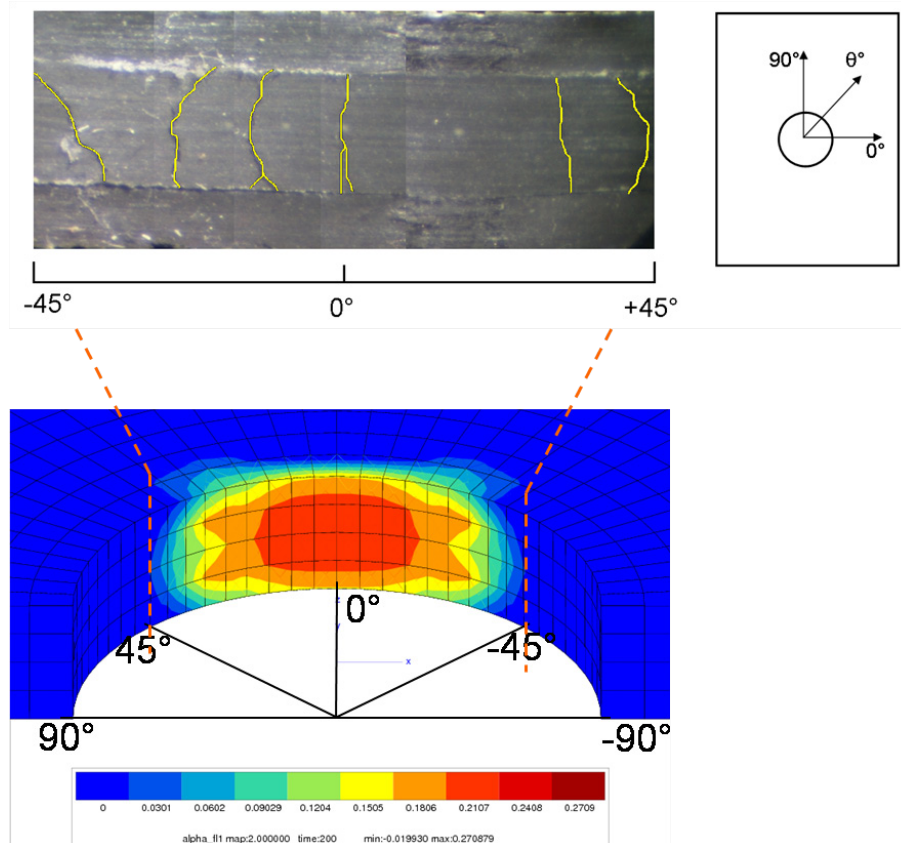 90° θ°
0°
-45° 0° +45°
0°
y
x
45° -45°
90° -90°
0 0.0301 0.0602 0.09029 0.1204 0.1505 0.1806 0.2107 0.2408 0.2709
alpha_fl1 map:2.000000 time:200 min:-0.019930 max:0.270879